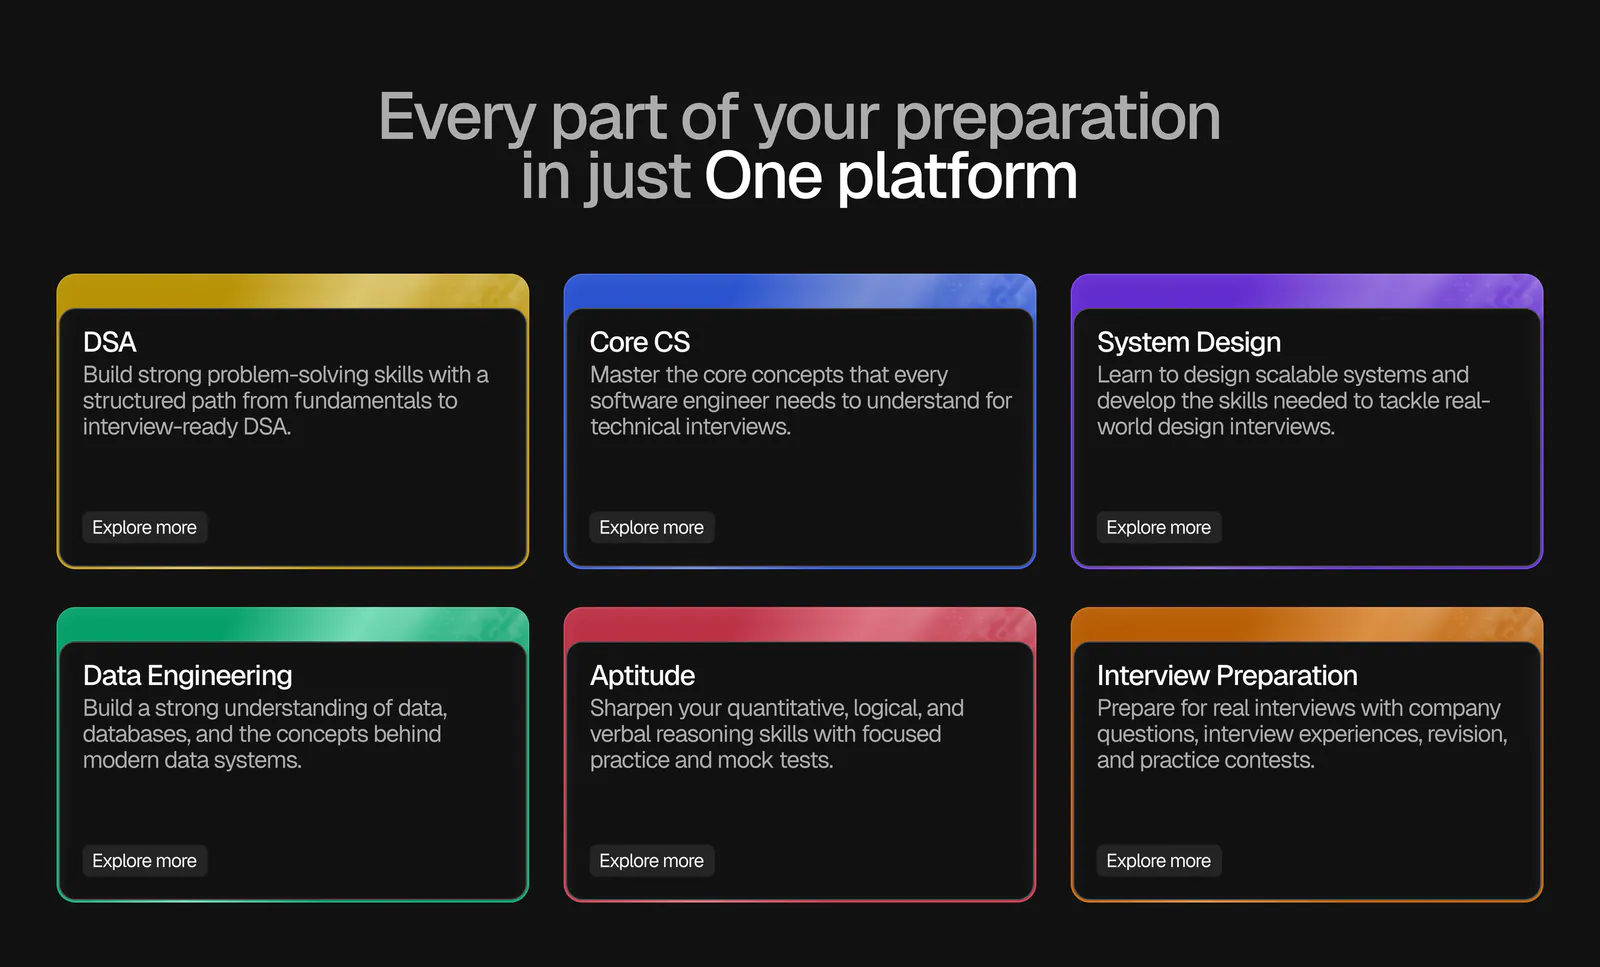 Every part of your preparation
in just One platform
DSA
Build strong problem-solving skills with a
structured path from fundamentals to
interview-ready DSA.
Explore more
Core CS
Master the core concepts that every
software engineer needs to understand for
technical interviews.
Explore more
System Design
Learn to design scalable systems and
develop the skills needed to tackle real-
world design interviews.
Explore more
Data Engineering
Build a strong understanding of data,
databases, and the concepts behind
modern data systems.
Explore more
Aptitude
Sharpen your quantitative, logical, and
verbal reasoning skills with focused
practice and mock tests.
Explore more
Interview Preparation
Prepare for real interviews with company
questions, interview experiences, revision,
and practice contests.
Explore more